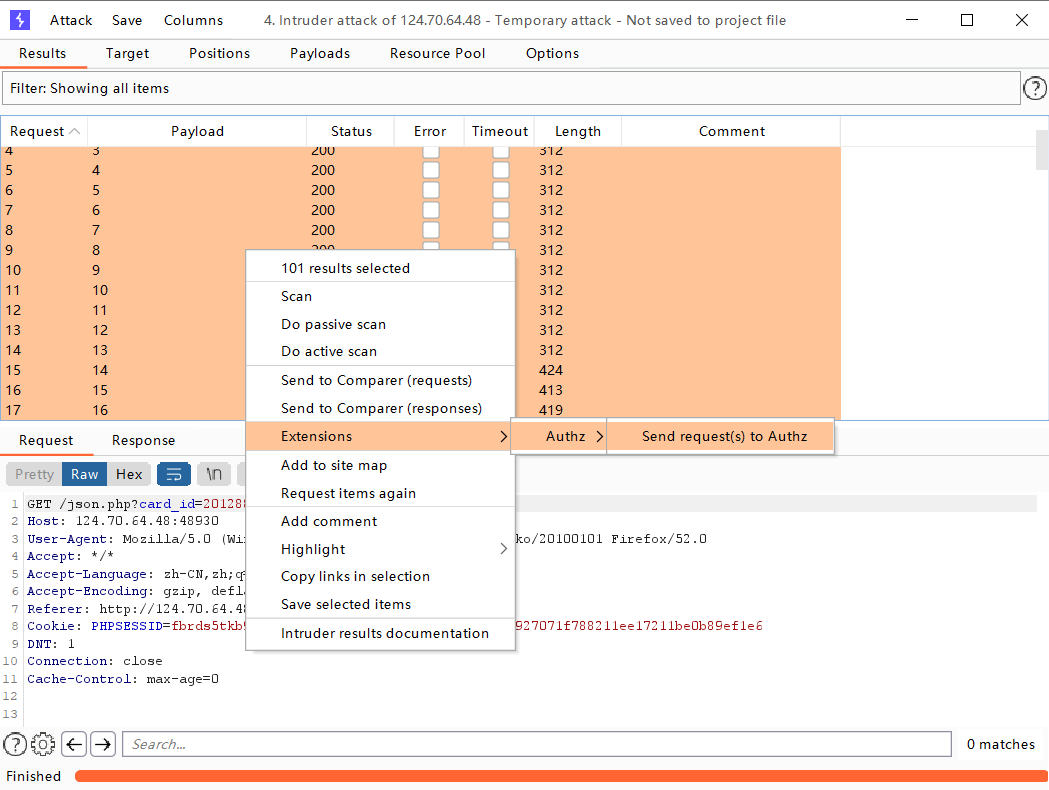 Attack Save Columns 4. Intruder attack of 124.70.64.48 - Temporary attack - Not saved to project file
Results Target Positions Payloads Resource Pool Options
Filter: Showing all items ?
Request Payload Status Error Timeout Length Comment
4 3 200 312
5 4 200 312
6 5 200 312
7 6 200 312
8 7 200 312
9 8 200 312
10 9 312
11 10 312
12 11 312
13 12 312
14 13 312
15 14 424
16 15 413
17 16 419
101 results selected
Scan
Do passive scan
Do active scan
Send to Comparer (requests)
Send to Comparer (responses)
Extensions Authz Send request(s) to Authz
Add to site map
Request items again
Add comment
Highlight
Copy links in selection
Save selected items
Intruder results documentation
Request Response
Pretty Raw Hex \n
1 GET /json.php?card_id=20128
2 Host: 124.70.64.48:48930
3 User-Agent: Mozilla/5.0 (Wi ko/20100101 Firefox/52.0
4 Accept: */*
5 Accept-Language: zh-CN,zh;q
6 Accept-Encoding: gzip, defl
7 Referer: http://124.70.64.4
8 Cookie: PHPSESSID=fbrds5tkb 927071f788211ee17211be0b89ef1e6
9 DNT: 1
10 Connection: close
11 Cache-Control: max-age=0
12
13
? Search... 0 matches
Finished